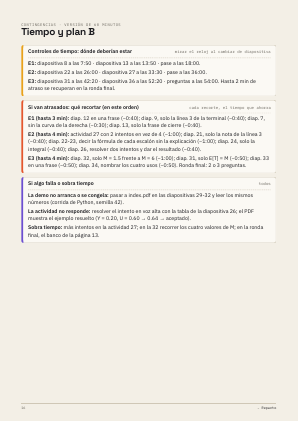 CONTINGENCIAS · VERSIÓN DE 60 MINUTOS
Tiempo y plan B
Controles de tiempo: dónde deberían estar
mirar el reloj al cambiar de diapositiva
E1: diapositiva 8 a las 7:50 · diapositiva 13 a las 13:50 · pase a las 18:00.
E2: diapositiva 22 a las 26:00 · diapositiva 27 a las 33:30 · pase a las 36:00.
E3: diapositiva 31 a las 42:20 · diapositiva 36 a las 52:20 · preguntas a las 54:00. Hasta 2 min de
atraso se recuperan en la ronda final.
Si van atrasados: qué recortar (en este orden)
cada recorte, el tiempo que ahorra
E1 (hasta 3 min): diap. 12 en una frase (−0:40); diap. 9, solo la línea 3 de la terminal (−0:40); diap. 7,
sin la curva de la derecha (−0:30); diap. 13, solo la frase de cierre (−0:40).
E2 (hasta 4 min): actividad 27 con 2 intentos en vez de 4 (−1:00); diap. 21, solo la nota de la línea 3
(−0:40); diap. 22–23, decir la fórmula de cada escalón sin la explicación (−1:00); diap. 24, solo la
integral (−0:40); diap. 26, resolver dos intentos y dar el resultado (−0:40).
E3 (hasta 4 min): diap. 32, solo M = 1.5 frente a M = 6 (−1:00); diap. 31, solo E[T] = M (−0:50); diap. 33
en una frase (−0:50); diap. 34, nombrar los cuatro usos (−0:50). Ronda final: 2 o 3 preguntas.
Si algo falla o sobra tiempo
todos
La demo no arranca o se congela: pasar a index.pdf en las diapositivas 29–32 y leer los mismos
números (corrida de Python, semilla 42).
La actividad no responde: resolver el intento en voz alta con la tabla de la diapositiva 26; el PDF
muestra el ejemplo resuelto (Y = 0.20, U = 0.60 → 0.64 → aceptado).
Sobra tiempo: más intentos en la actividad 27; en la 32 recorrer los cuatro valores de M; en la ronda
final, el banco de la página 13.